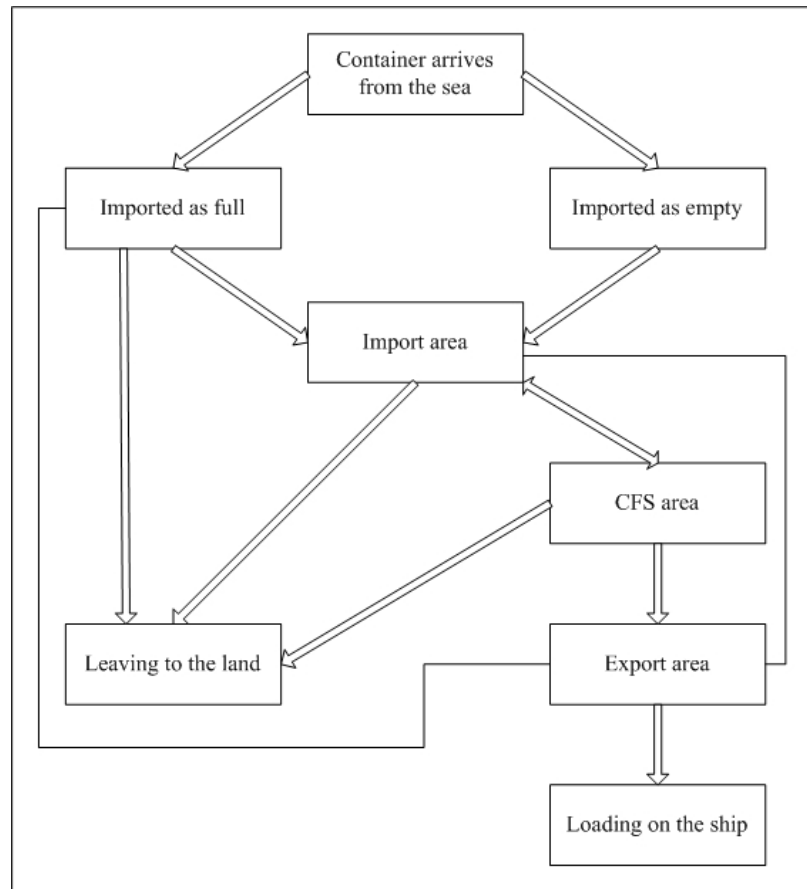 Container arrives
from the sea
Imported as full
Imported as empty
Import area
CFS area
Leaving to the land
Export area
Loading on the ship